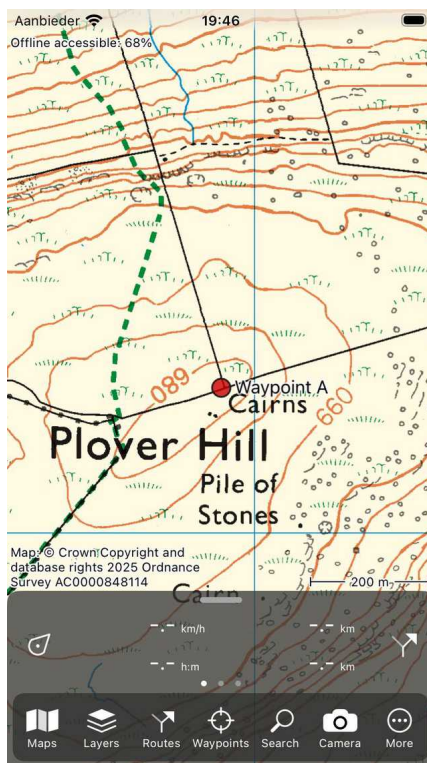 Aanbieder 19:46
Offline accessible: 68%
680
Waypoint A
Cairns
660
Plover Hill
Pile of
Stones
Map: © Crown Copyright and
database rights 2025 Ordnance
Survey AC0000848114
200 m
Cairn
-.- km/h -.- km
-.- h:m -.- km
Maps Layers Routes Waypoints Search Camera More